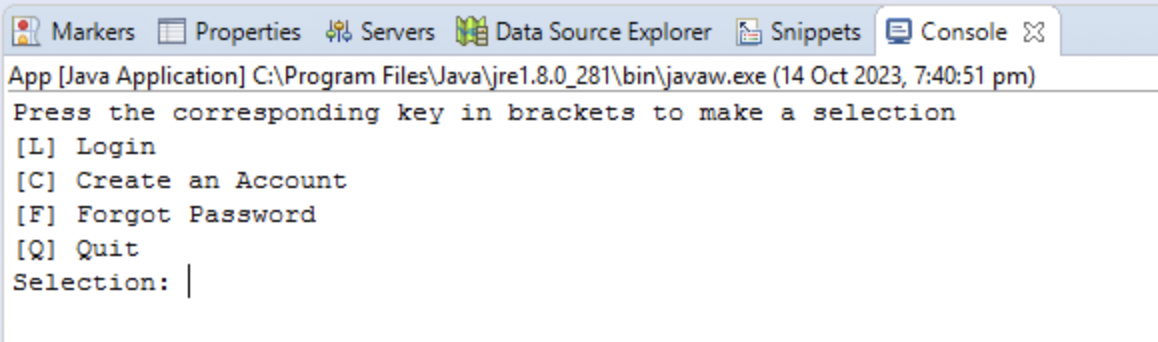 Markers Properties Servers Data Source Explorer Snippets Console
App [Java Application] C:\Program Files\Java\jre1.8.0_281\bin\javaw.exe (14 Oct 2023, 7:40:51 pm)
Press the corresponding key in brackets to make a selection
[L] Login
[C] Create an Account
[F] Forgot Password
[Q] Quit
Selection: